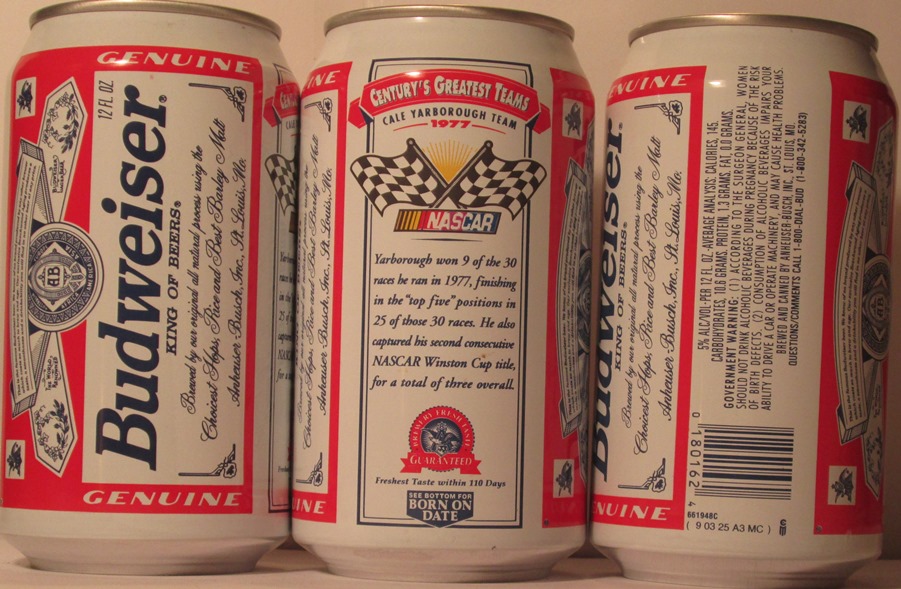 GENUINE
12 FL. OZ.
Budweiser®
KING OF BEERS®
Brewed by our original all natural process using the
Choicest Hops, Rice and Best Barley Malt
Anheuser-Busch, Inc., St. Louis, Mo.
AB
GENUINE
CENTURY'S GREATEST TEAMS
CALE YARBOROUGH TEAM
1977
NASCAR
Yarborough won 9 of the 30
races he ran in 1977, finishing
in the "top five" positions in
25 of those 30 races. He also
captured his second consecutive
NASCAR Winston Cup title,
for a total of three overall.
BREWERY FRESH TASTE
GUARANTEED
Freshest Taste within 110 Days
SEE BOTTOM FOR
BORN ON
DATE
GENUINE
Budweiser
KING OF BEERS®
Brewed by our original all natural process using the
Choicest Hops, Rice and Best Barley Malt
Anheuser-Busch, Inc., St. Louis, Mo.
5% ALC/VOL·PER 12 FL. OZ.-AVERAGE ANALYSIS: CALORIES, 145.
CARBOHYDRATES, 10.6 GRAMS. PROTEIN, 1.3 GRAMS. FAT, 0.0 GRAMS.
GOVERNMENT WARNING: (1) ACCORDING TO THE SURGEON GENERAL, WOMEN
SHOULD NOT DRINK ALCOHOLIC BEVERAGES DURING PREGNANCY BECAUSE OF THE RISK
OF BIRTH DEFECTS. (2) CONSUMPTION OF ALCOHOLIC BEVERAGES IMPAIRS YOUR
ABILITY TO DRIVE A CAR OR OPERATE MACHINERY, AND MAY CAUSE HEALTH PROBLEMS.
BREWED AND CANNED BY ANHEUSER-BUSCH, INC., ST. LOUIS, MO.
QUESTIONS/COMMENTS CALL 1-800-DIAL-BUD (1-800-342-5283)
0 180162 4
661948C
( 9 03 25 A3 MC )
GENUINE